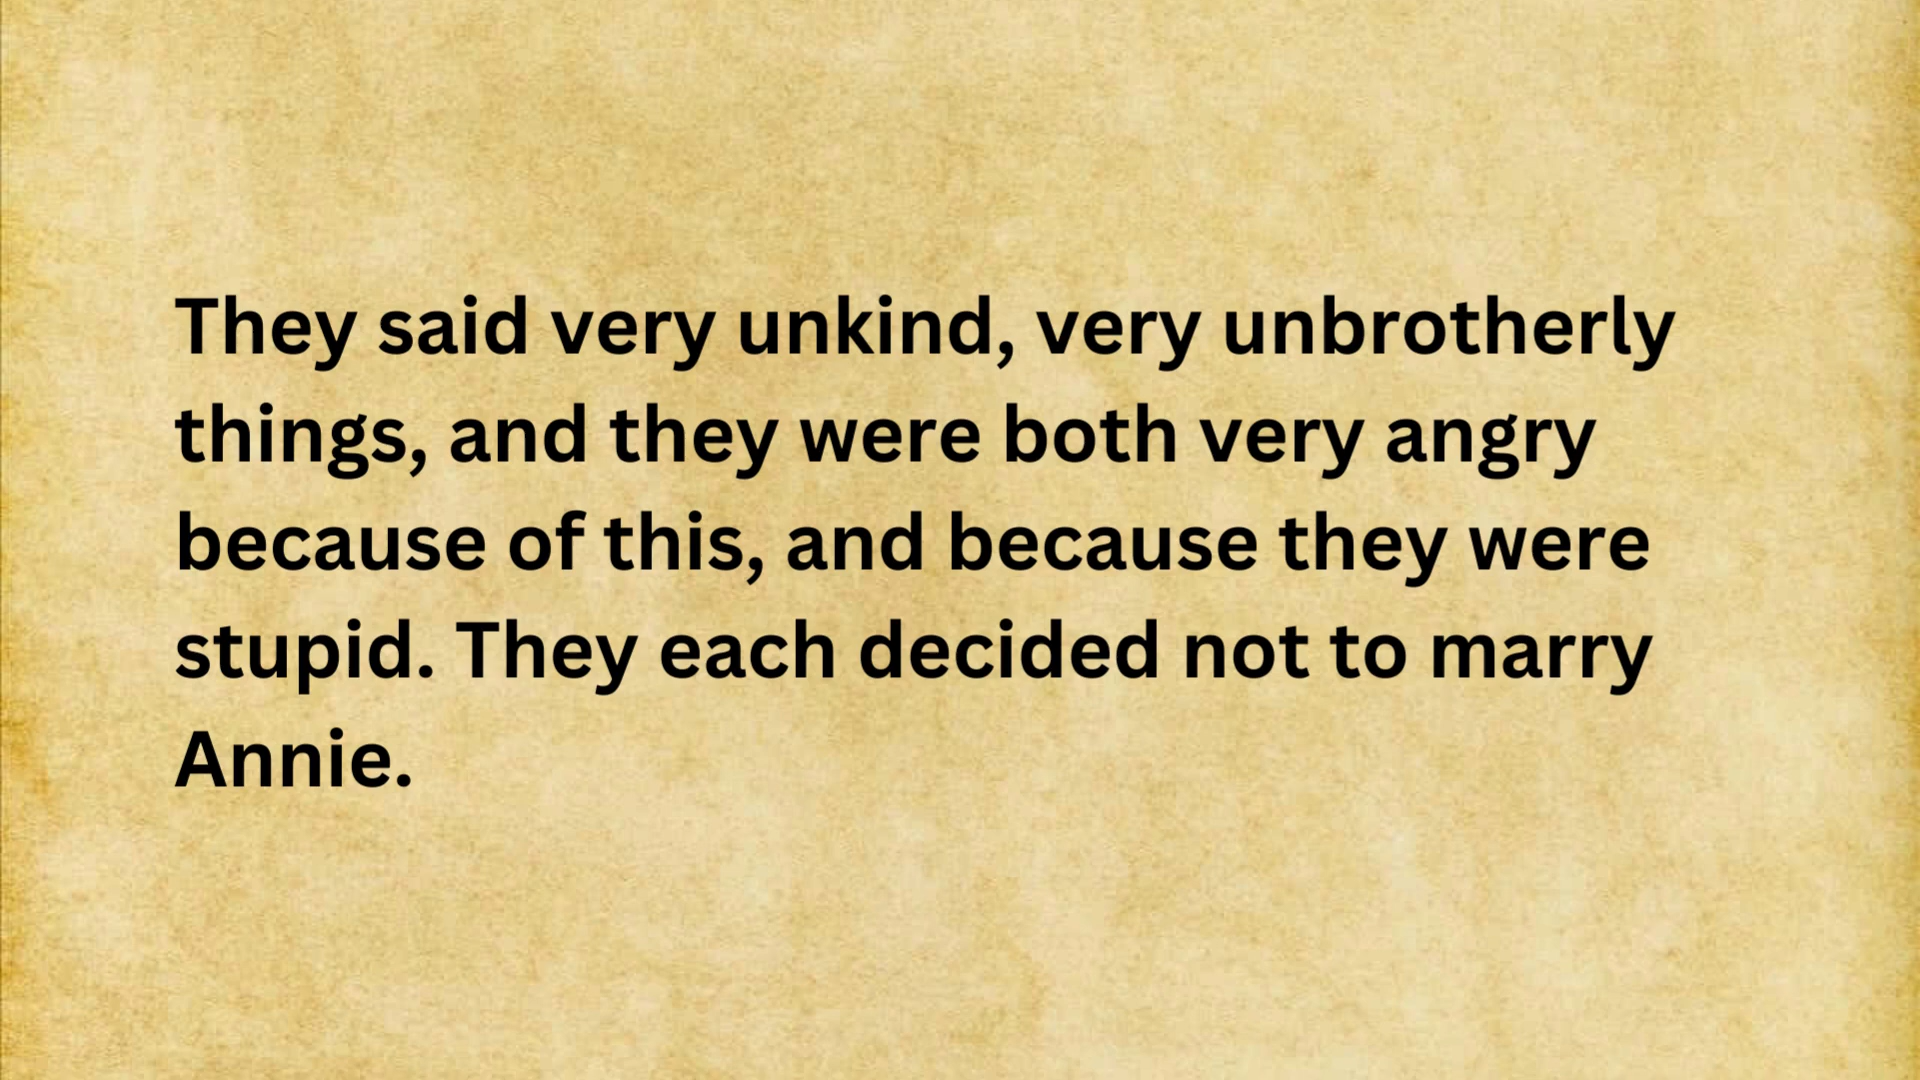 They said very unkind, very unbrotherly
things, and they were both very angry
because of this, and because they were
stupid. They each decided not to marry
Annie.